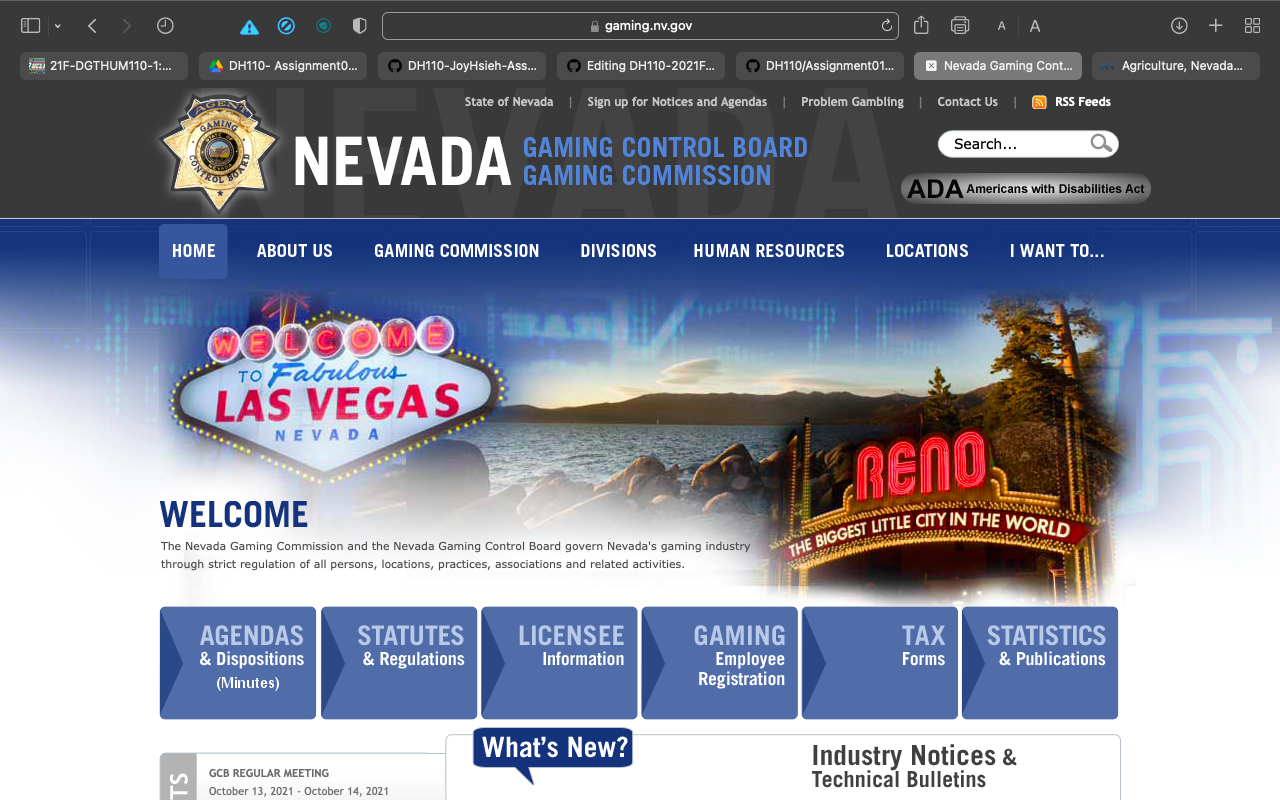 gaming.nv.gov
A A
21F-DGTHUM110-1:...
DH110- Assignment0...
DH110-JoyHsieh-Ass...
Editing DH110-2021F...
DH110/Assignment01...
Nevada Gaming Cont...
Agriculture, Nevada...
State of Nevada | Sign up for Notices and Agendas | Problem Gambling | Contact Us | RSS Feeds
NEVADA
AGENT
GAMING
CONTROL BOARD
NEVADA
GAMING CONTROL BOARD
GAMING COMMISSION
Search...
ADA Americans with Disabilities Act
HOME
ABOUT US
GAMING COMMISSION
DIVISIONS
HUMAN RESOURCES
LOCATIONS
I WANT TO...
WELCOME
TO Fabulous
LAS VEGAS
NEVADA
RENO
THE BIGGEST LITTLE CITY IN THE WORLD
WELCOME
The Nevada Gaming Commission and the Nevada Gaming Control Board govern Nevada's gaming industry
through strict regulation of all persons, locations, practices, associations and related activities.
AGENDAS
& Dispositions
(Minutes)
STATUTES
& Regulations
LICENSEE
Information
GAMING
Employee
Registration
TAX
Forms
STATISTICS
& Publications
TS
GCB REGULAR MEETING
October 13, 2021 - October 14, 2021
What's New?
Industry Notices &
Technical Bulletins